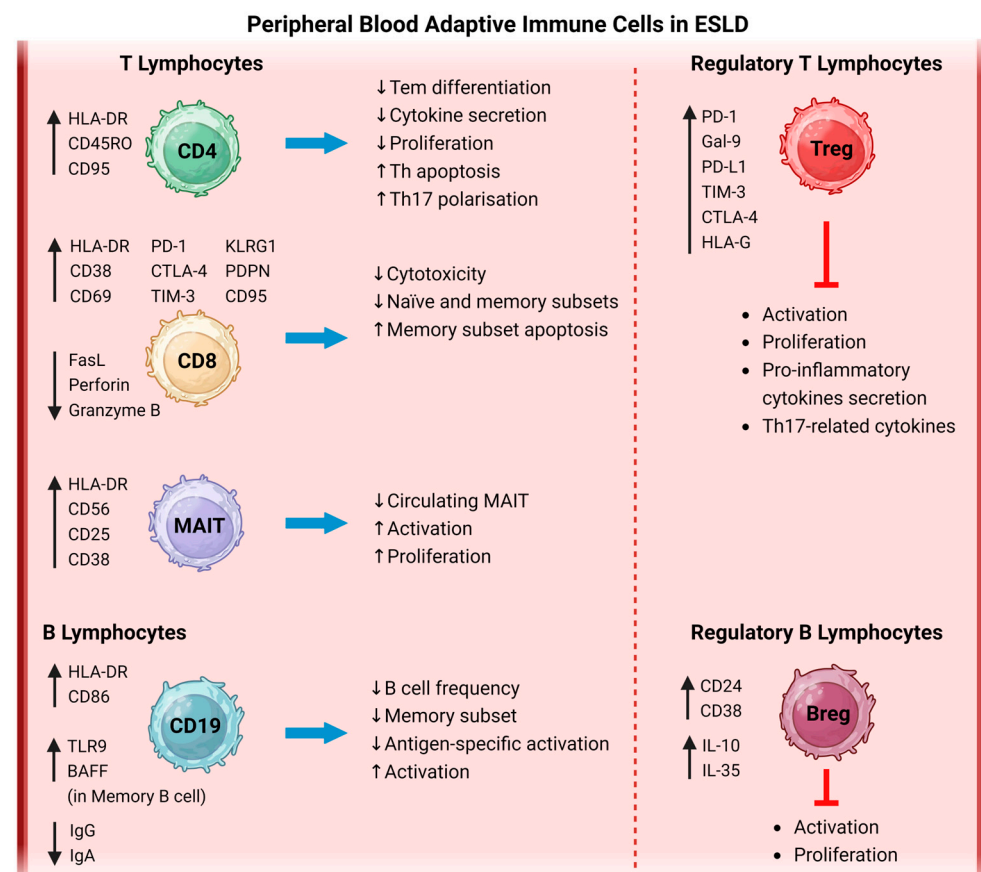 Peripheral Blood Adaptive Immune Cells in ESLD
T Lymphocytes
↑ HLA-DR
CD45RO
CD95
CD4
↓Tem differentiation
↓Cytokine secretion
↓Proliferation
↑Th apoptosis
↑Th17 polarisation
↑ HLA-DR PD-1 KLRG1
CD38 CTLA-4 PDPN
CD69 TIM-3 CD95
↓ FasL
Perforin
Granzyme B
CD8
↓Cytotoxicity
↓Naïve and memory subsets
↑Memory subset apoptosis
↑ HLA-DR
CD56
CD25
CD38
MAIT
↓Circulating MAIT
↑Activation
↑Proliferation
B Lymphocytes
↑ HLA-DR
CD86
↑ TLR9
BAFF
(in Memory B cell)
↓ IgG
IgA
CD19
↓B cell frequency
↓Memory subset
↓Antigen-specific activation
↑Activation
Regulatory T Lymphocytes
↑ PD-1
Gal-9
PD-L1
TIM-3
CTLA-4
HLA-G
Treg
• Activation
• Proliferation
• Pro-inflammatory
cytokines secretion
• Th17-related cytokines
Regulatory B Lymphocytes
↑ CD24
CD38
↑ IL-10
IL-35
Breg
• Activation
• Proliferation